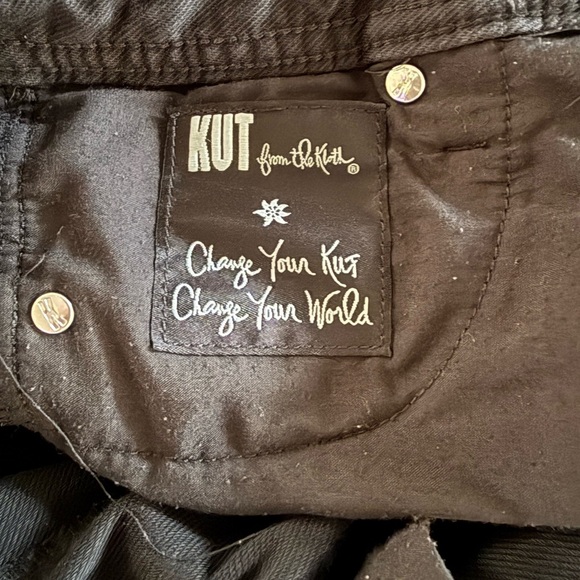 KUT from the Kloth®
Change Your Kut
Change Your World